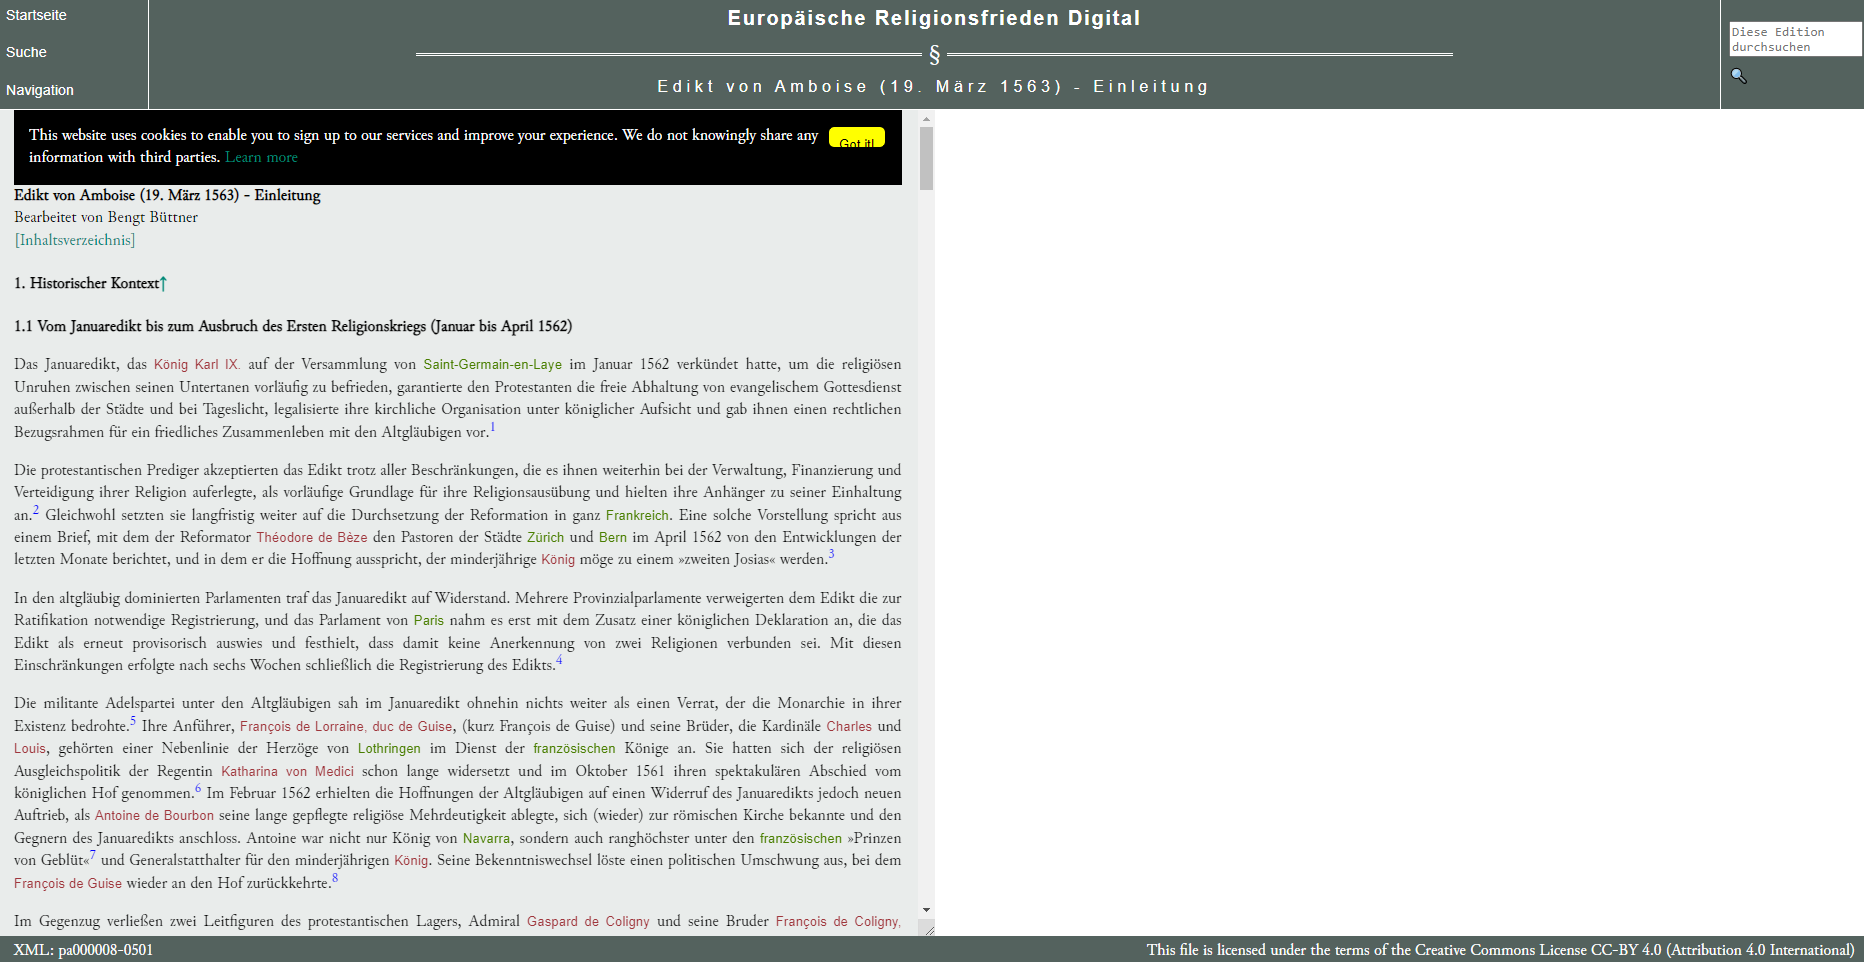 Startseite
Suche
Navigation
Europäische Religionsfrieden Digital
§
Edikt von Amboise (19. März 1563) - Einleitung
Diese Edition
durchsuchen
This website uses cookies to enable you to sign up to our services and improve your experience. We do not knowingly share any
information with third parties. Learn more
Got it!
Edikt von Amboise (19. März 1563) - Einleitung
Bearbeitet von Bengt Büttner
[Inhaltsverzeichnis]
1. Historischer Kontext↑
1.1 Vom Januaredikt bis zum Ausbruch des Ersten Religionskriegs (Januar bis April 1562)
Das Januaredikt, das König Karl IX. auf der Versammlung von Saint-Germain-en-Laye im Januar 1562 verkündet hatte, um die religiösen
Unruhen zwischen seinen Untertanen vorläufig zu befrieden, garantierte den Protestanten die freie Abhaltung von evangelischem Gottesdienst
außerhalb der Städte und bei Tageslicht, legalisierte ihre kirchliche Organisation unter königlicher Aufsicht und gab ihnen einen rechtlichen
Bezugsrahmen für ein friedliches Zusammenleben mit den Altgläubigen vor.1
Die protestantischen Prediger akzeptierten das Edikt trotz aller Beschränkungen, die es ihnen weiterhin bei der Verwaltung, Finanzierung und
Verteidigung ihrer Religion auferlegte, als vorläufige Grundlage für ihre Religionsausübung und hielten ihre Anhänger zu seiner Einhaltung
an.2 Gleichwohl setzten sie langfristig weiter auf die Durchsetzung der Reformation in ganz Frankreich. Eine solche Vorstellung spricht aus
einem Brief, mit dem der Reformator Théodore de Bèze den Pastoren der Städte Zürich und Bern im April 1562 von den Entwicklungen der
letzten Monate berichtet, und in dem er die Hoffnung ausspricht, der minderjährige König möge zu einem »zweiten Josias« werden.3
In den altgläubig dominierten Parlamenten traf das Januaredikt auf Widerstand. Mehrere Provinzialparlamente verweigerten dem Edikt die zur
Ratifikation notwendige Registrierung, und das Parlament von Paris nahm es erst mit dem Zusatz einer königlichen Deklaration an, die das
Edikt als erneut provisorisch auswies und festhielt, dass damit keine Anerkennung von zwei Religionen verbunden sei. Mit diesen
Einschränkungen erfolgte nach sechs Wochen schließlich die Registrierung des Edikts.4
Die militante Adelspartei unter den Altgläubigen sah im Januaredikt ohnehin nichts weiter als einen Verrat, der die Monarchie in ihrer
Existenz bedrohte.5 Ihre Anführer, François de Lorraine, duc de Guise, (kurz François de Guise) und seine Brüder, die Kardinäle Charles und
Louis, gehörten einer Nebenlinie der Herzöge von Lothringen im Dienst der französischen Könige an. Sie hatten sich der religiösen
Ausgleichspolitik der Regentin Katharina von Medici schon lange widersetzt und im Oktober 1561 ihren spektakulären Abschied vom
königlichen Hof genommen.6 Im Februar 1562 erhielten die Hoffnungen der Altgläubigen auf einen Widerruf des Januaredikts jedoch neuen
Auftrieb, als Antoine de Bourbon seine lange gepflegte religiöse Mehrdeutigkeit ablegte, sich (wieder) zur römischen Kirche bekannte und den
Gegnern des Januaredikts anschloss. Antoine war nicht nur König von Navarra, sondern auch ranghöchster unter den französischen »Prinzen
von Geblüt«7 und Generalstatthalter für den minderjährigen König. Seine Bekenntniswechsel löste einen politischen Umschwung aus, bei dem
François de Guise wieder an den Hof zurückkehrte.8
Im Gegenzug verließen zwei Leitfiguren des protestantischen Lagers, Admiral Gaspard de Coligny und seine Bruder François de Coligny,
XML: pa000008-0501
This file is licensed under the terms of the Creative Commons License CC-BY 4.0 (Attribution 4.0 International)